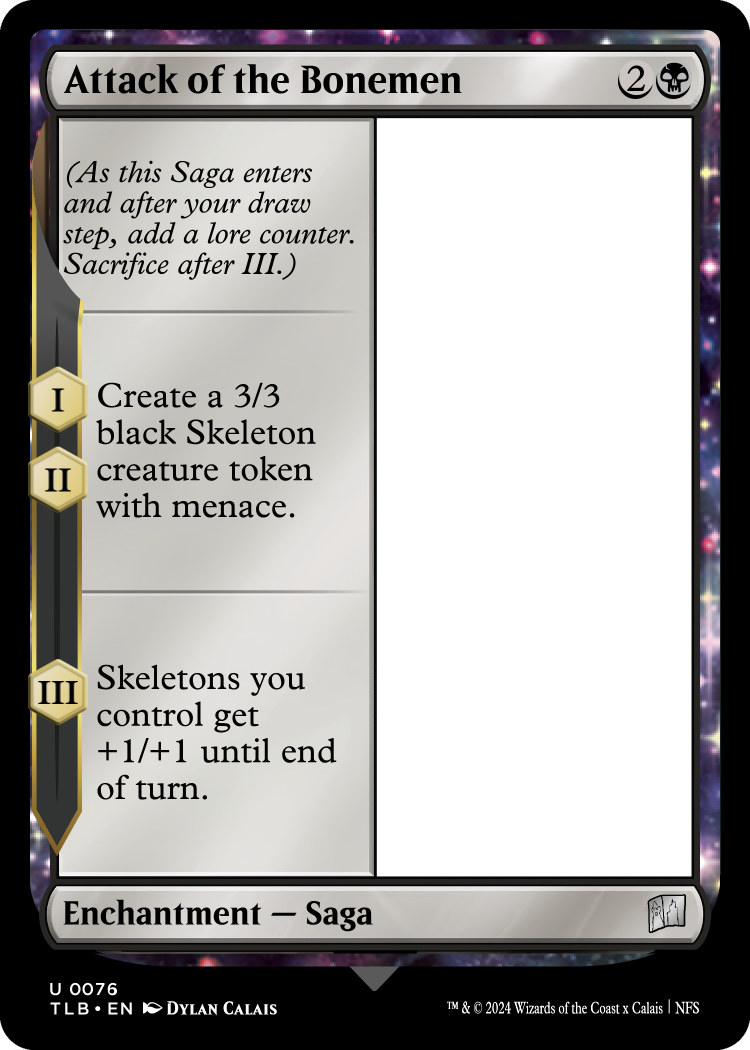 Attack of the Bonemen
2
(As this Saga enters
and after your draw
step, add a lore counter.
Sacrifice after III.)
I
II
Create a 3/3
black Skeleton
creature token
with menace.
III
Skeletons you
control get
+1/+1 until end
of turn.
Enchantment — Saga
U 0076
TLB • EN DYLAN CALAIS
™ & © 2024 Wizards of the Coast x Calais | NFS